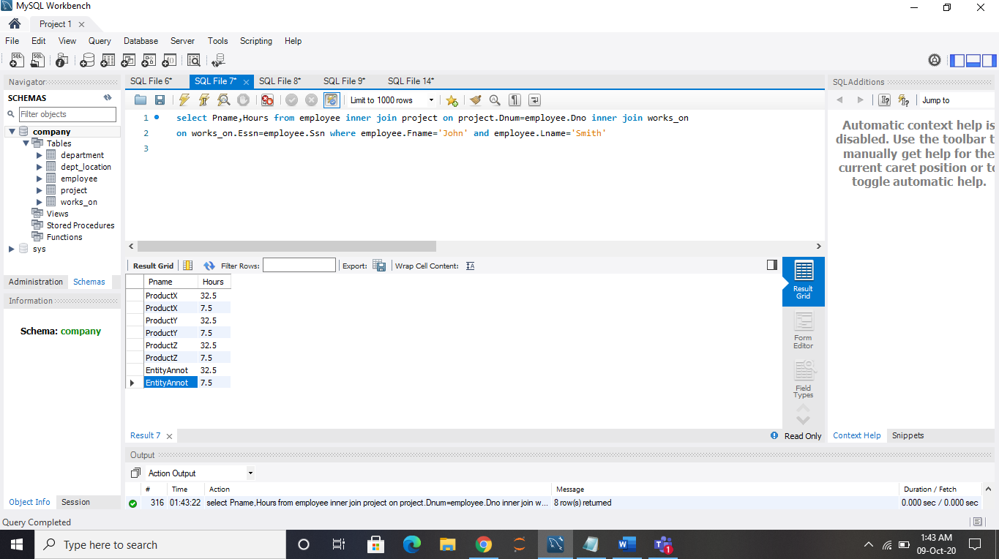 MySQL Workbench
Project 1
File Edit View Query Database Server Tools Scripting Help
Navigator
SCHEMAS
Filter objects
company
Tables
department
dept_location
employee
project
works_on
Views
Stored Procedures
Functions
sys
Administration Schemas
Information
Schema: company
Object Info Session
SQL File 6* SQL File 7* SQL File 8* SQL File 9* SQL File 14*
Limit to 1000 rows
1 select Pname,Hours from employee inner join project on project.Dnum=employee.Dno inner join works_on
2 on works_on.Essn=employee.Ssn where employee.Fname='John' and employee.Lname='Smith'
3
Result Grid Filter Rows: Export: Wrap Cell Content:
Pname Hours
ProductX 32.5
ProductX 7.5
ProductY 32.5
ProductY 7.5
ProductZ 32.5
ProductZ 7.5
EntityAnnot 32.5
EntityAnnot 7.5
Result
Grid
Form
Editor
Field
Types
Result 7
Read Only
SQLAdditions
Jump to
Automatic context help is
disabled. Use the toolbar t
manually get help for the
current caret position or to
toggle automatic help.
Context Help Snippets
Output
Action Output
# Time Action Message Duration / Fetch
316 01:43:22 select Pname,Hours from employee inner join project on project.Dnum=employee.Dno inner join w... 8 row(s) returned 0.000 sec / 0.000 sec
Query Completed
Type here to search
1
1:43 AM
09-Oct-20